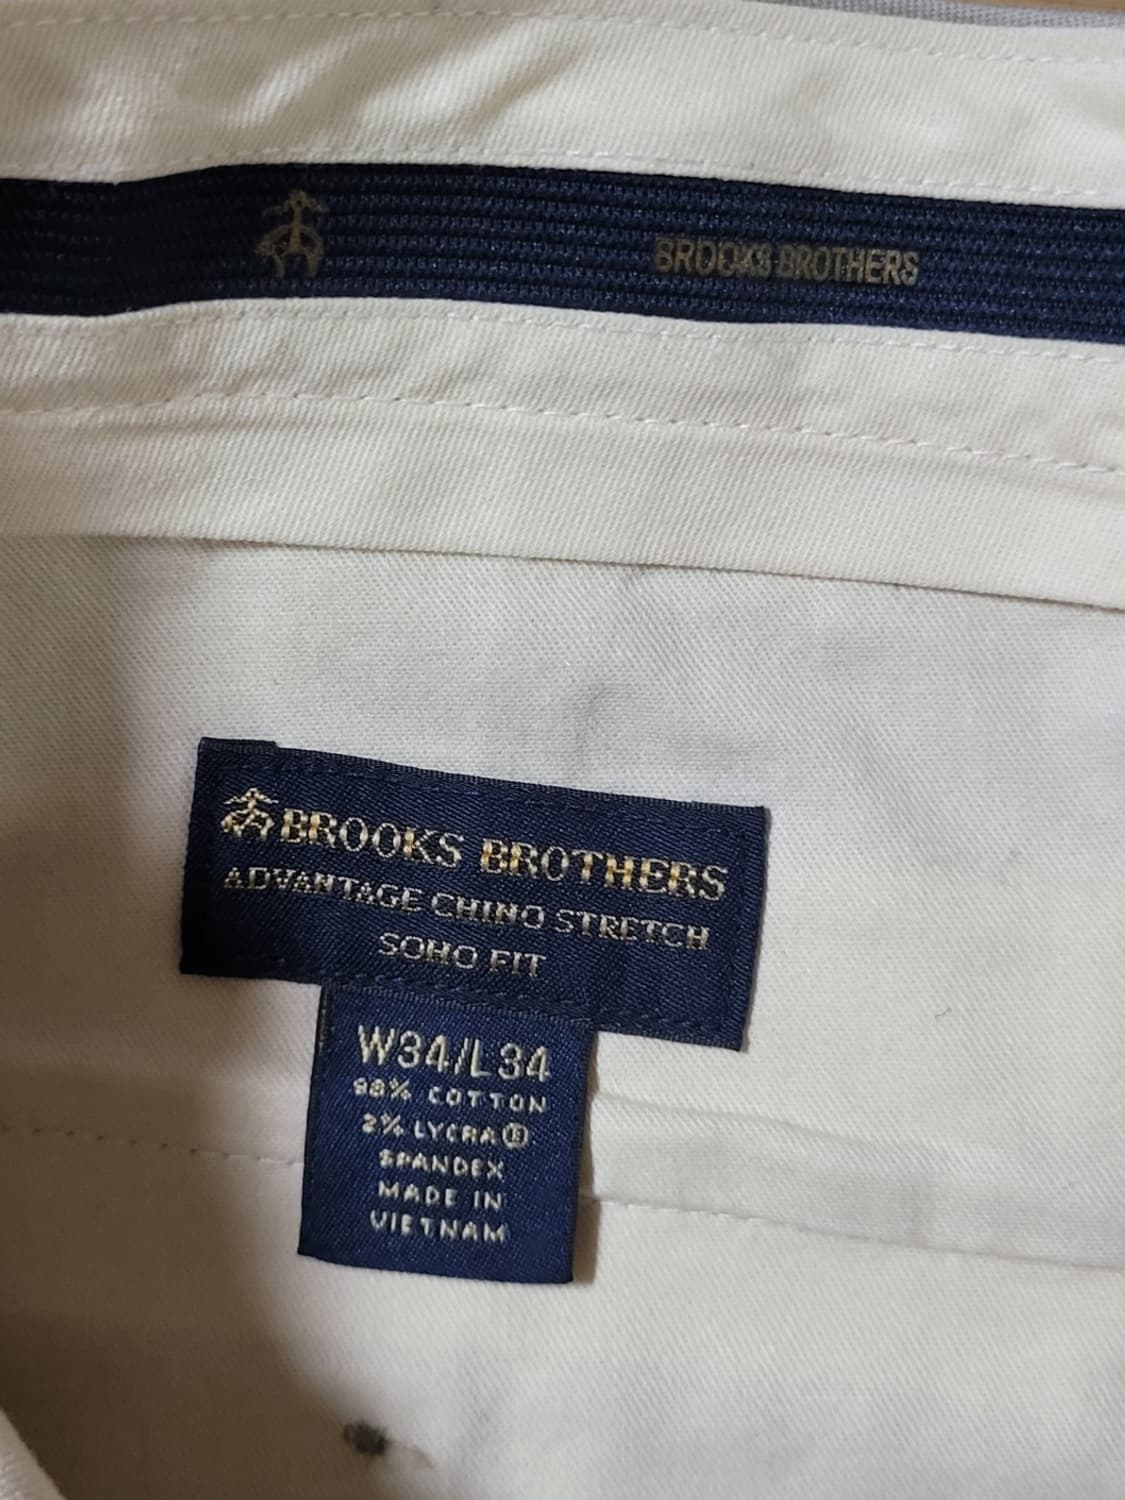 BROOKS BROTHERS
BROOKS BROTHERS
ADVANTAGE CHINO STRETCH
SOHO FIT
W34/L34
98% COTTON
2% LYCRA®
SPANDEX
MADE IN
VIETNAM